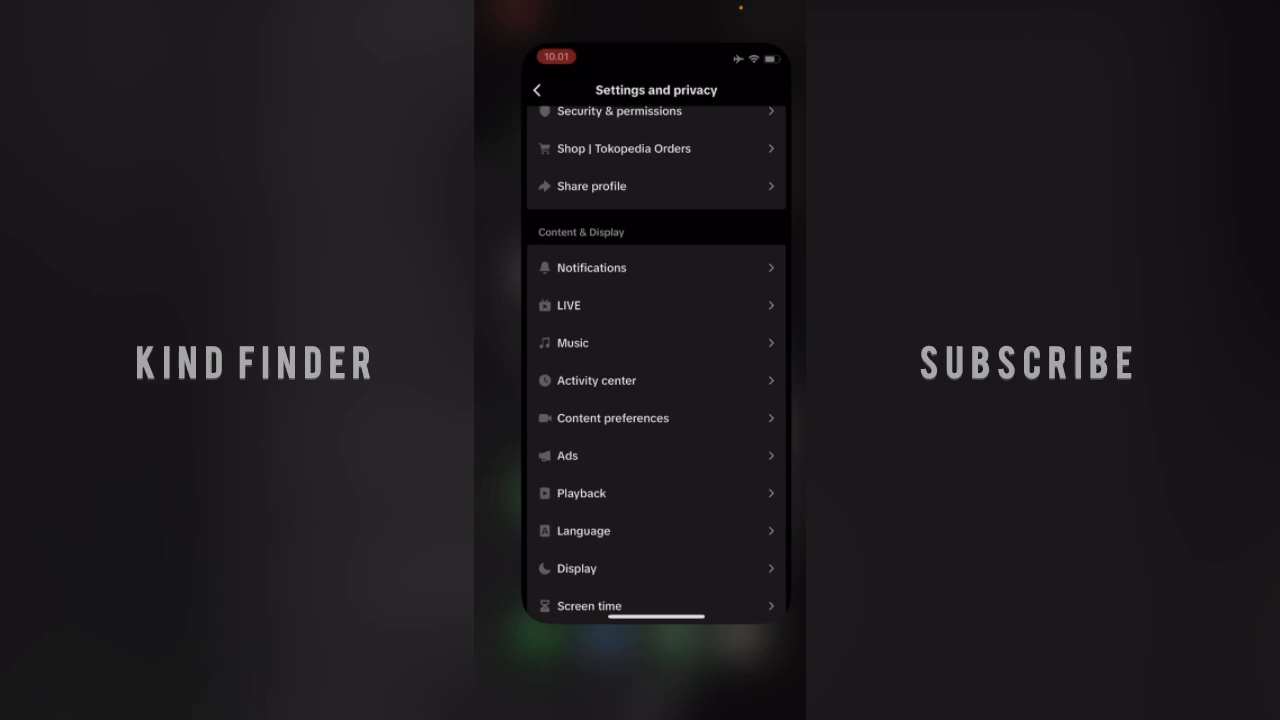 10.01
Settings and privacy
Security & permissions
Shop | Tokopedia Orders
Share profile
Content & Display
Notifications
LIVE
Music
Activity center
Content preferences
Ads
Playback
Language
Display
Screen time
KIND FINDER
SUBSCRIBE